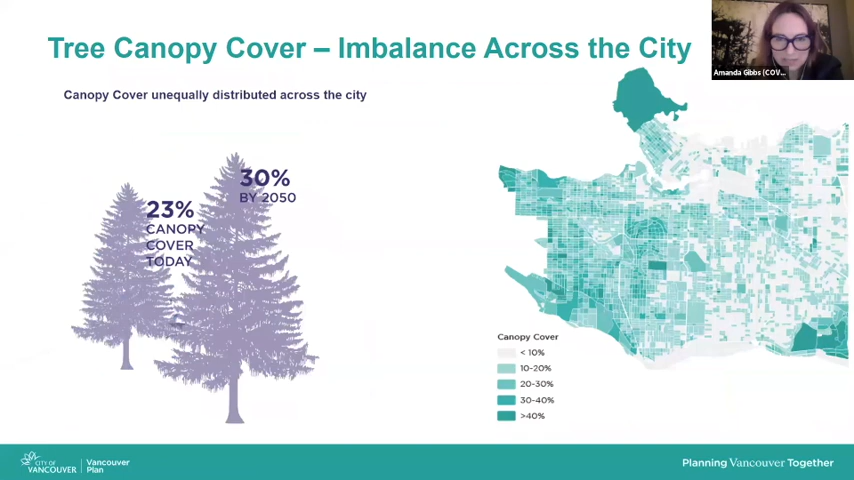 Tree Canopy Cover – Imbalance Across the City
Amanda Gibbs (COV...
Canopy Cover unequally distributed across the city
30%
BY 2050
23%
CANOPY
COVER
TODAY
Canopy Cover
< 10%
10-20%
20-30%
30-40%
>40%
CITY OF
VANCOUVER
Vancouver
Plan
Planning Vancouver Together